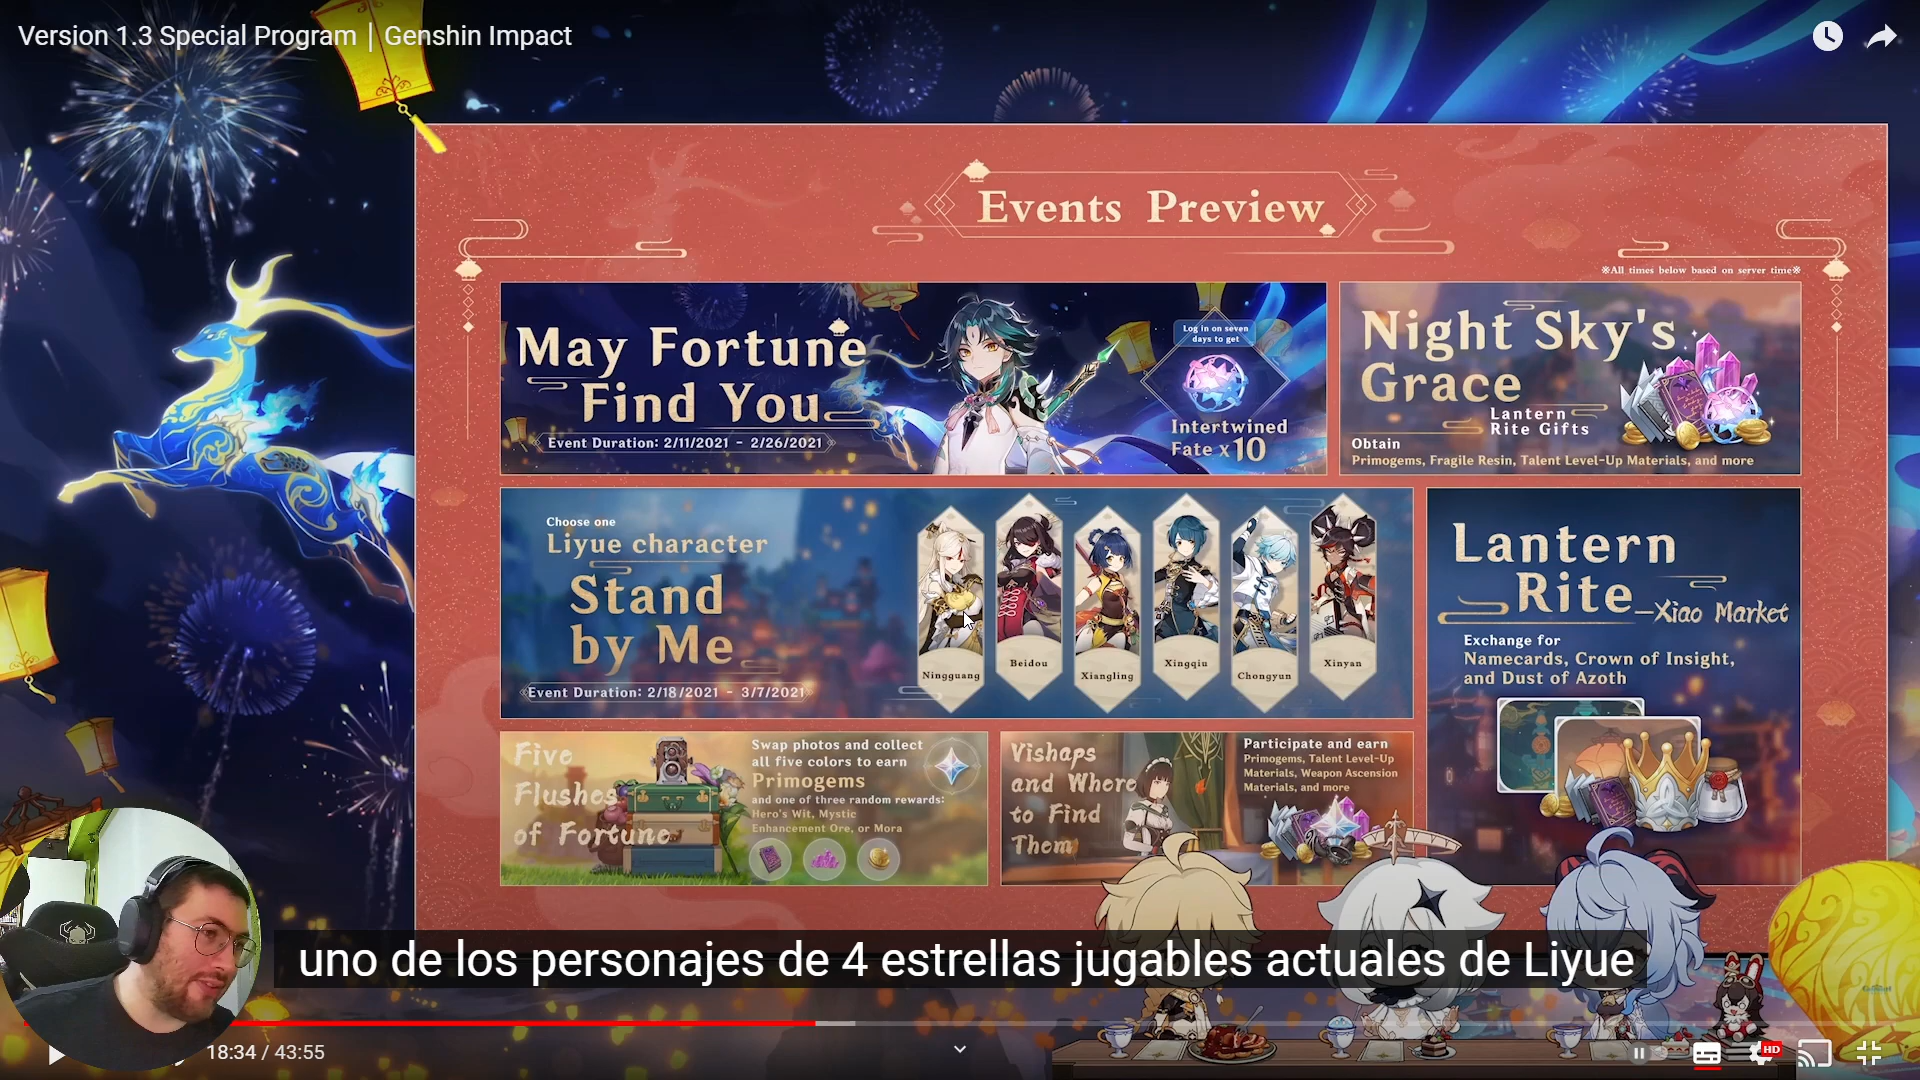 Version 1.3 Special Program | Genshin Impact
Events Preview
※All times below based on server time※
May Fortune
Find You
Event Duration: 2/11/2021 - 2/26/2021
Log in on seven
days to get
Intertwined
Fate x10
Night Sky's
Grace
Lantern
Rite Gifts
Obtain
Primogems, Fragile Resin, Talent Level-Up Materials, and more
Choose one
Liyue character
Stand
by Me
Event Duration: 2/18/2021 - 3/7/2021
Ningguang
Beidou
Xiangling
Xingqiu
Chongyun
Xinyan
Lantern
Rite
—Xiao Market
Exchange for
Namecards, Crown of Insight,
and Dust of Azoth
Five
Flushes
of Fortune
Swap photos and collect
all five colors to earn
Primogems
and one of three random rewards:
Hero's Wit, Mystic
Enhancement Ore, or Mora
Vishaps
and Where
to Find
Them
Participate and earn
Primogems, Talent Level-Up
Materials, Weapon Ascension
Materials, and more
uno de los personajes de 4 estrellas jugables actuales de Liyue
18:34 / 43:55
HD